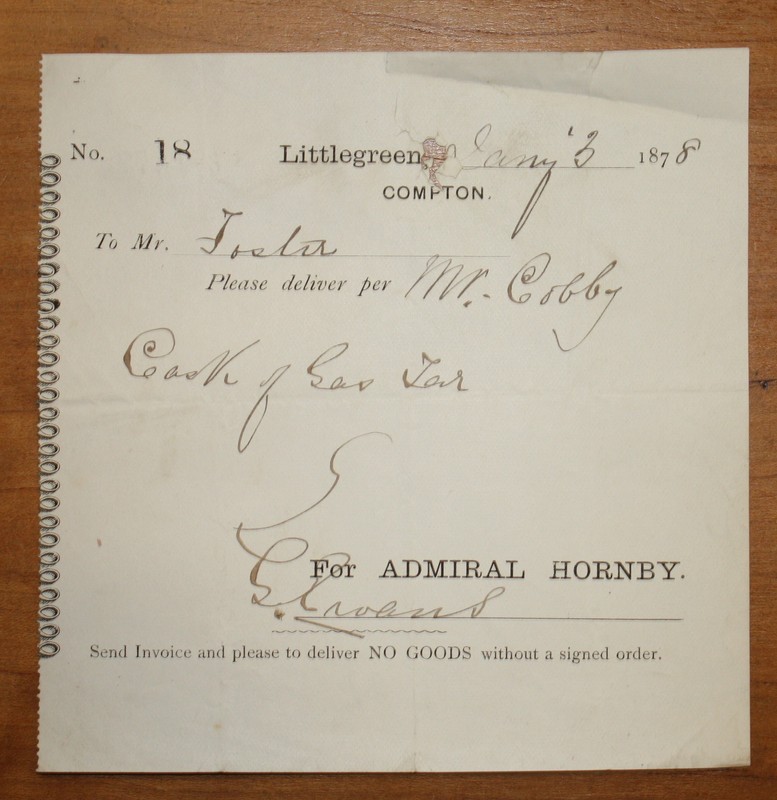 No. 18 Littlegreen, Jany 3 1878
COMPTON.
To Mr. Foster
Please deliver per Mr. Cobby
Cask of Gas Tar
For ADMIRAL HORNBY.
G. Evans
Send Invoice and please to deliver NO GOODS without a signed order.